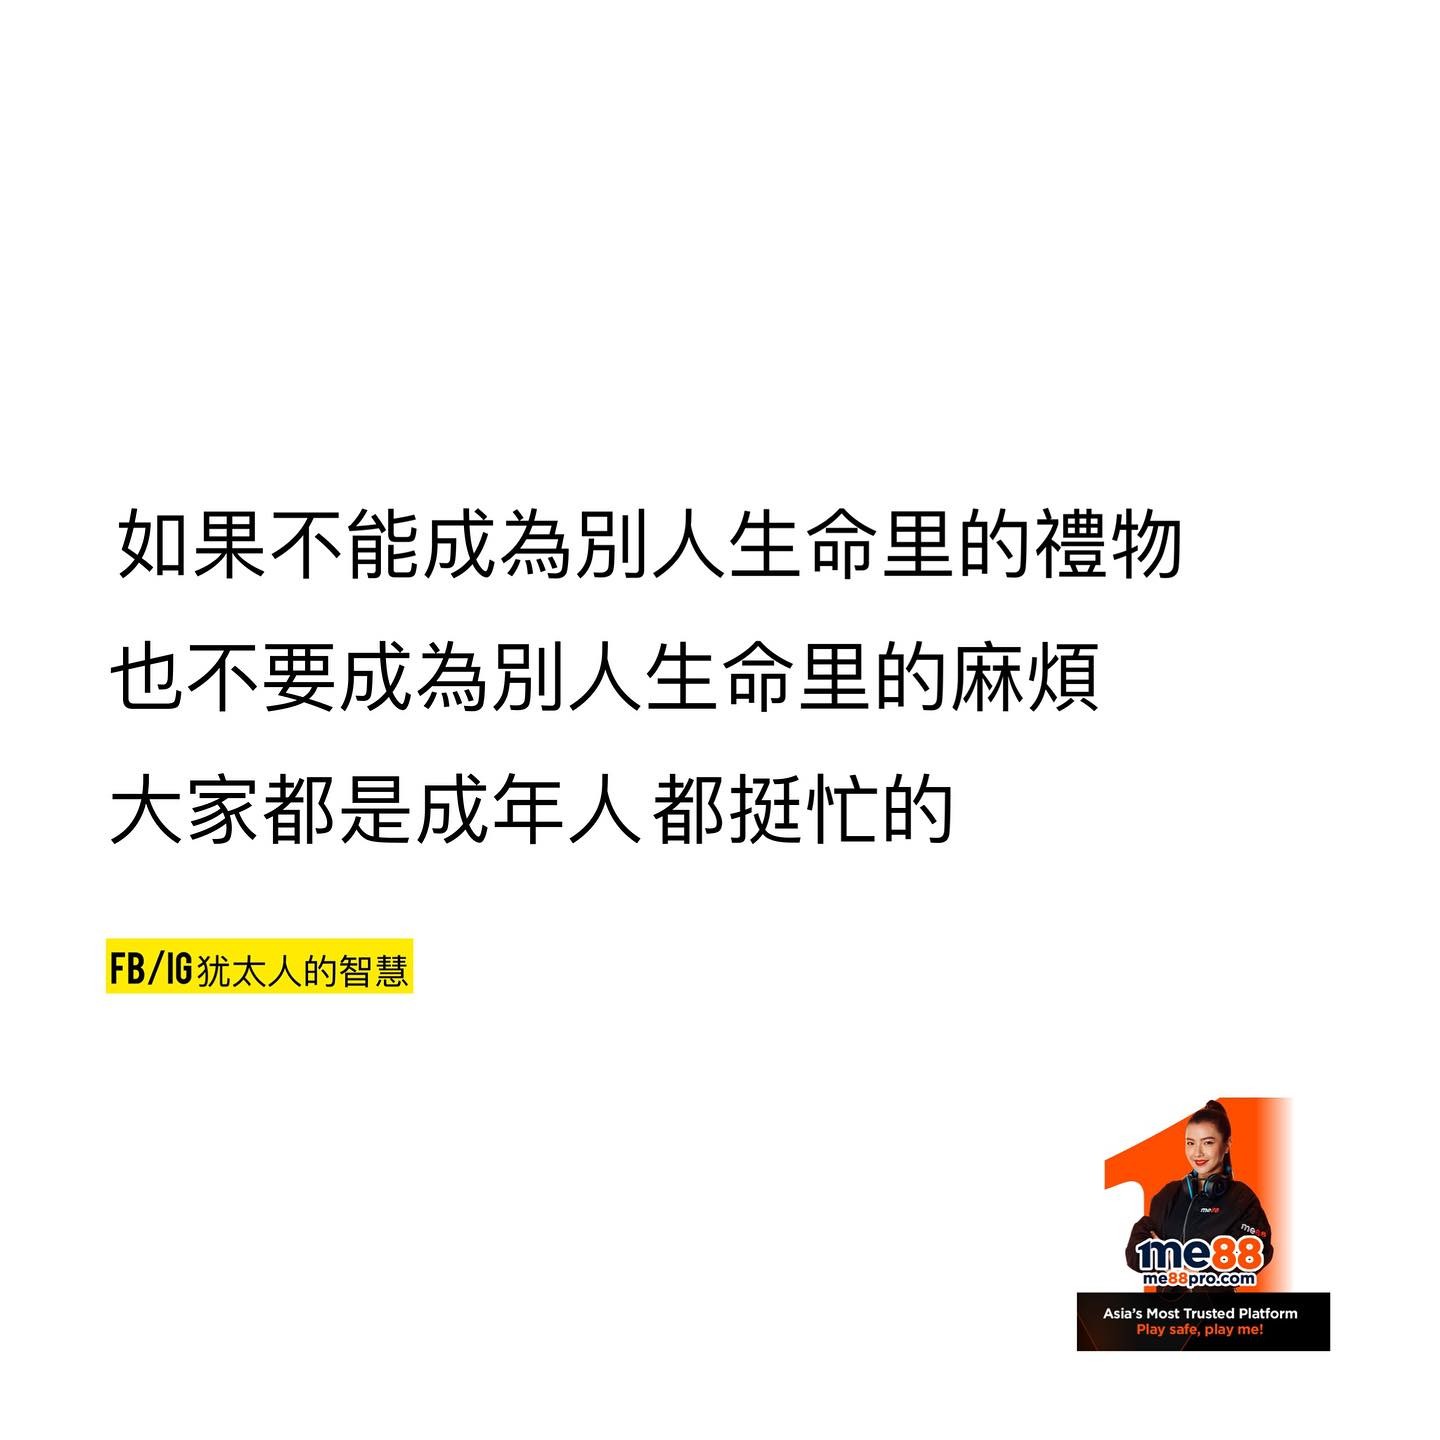 如果不能成為別人生命里的禮物
也不要成為別人生命里的麻煩
大家都是成年人都挺忙的
FB/IG犹太人的智慧
me88
me88
me88
me88pro.com
Asia's Most Trusted Platform
Play safe, play me!